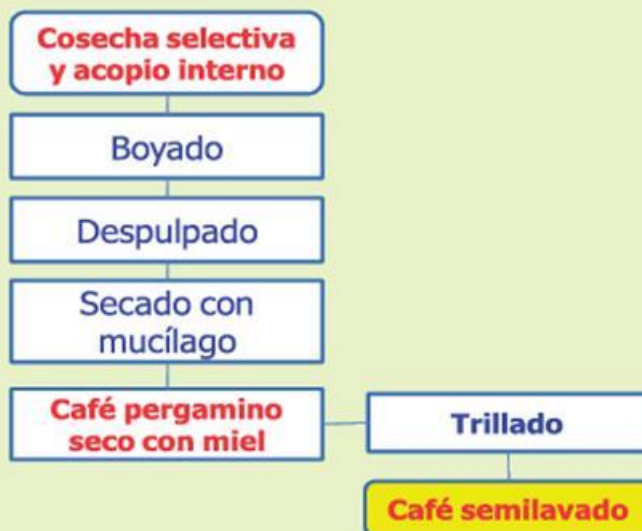 Cosecha selectiva
y acopio interno
Boyado
Despulpado
Secado con
mucílago
Café pergamino
seco con miel
Trillado
Café semilavado